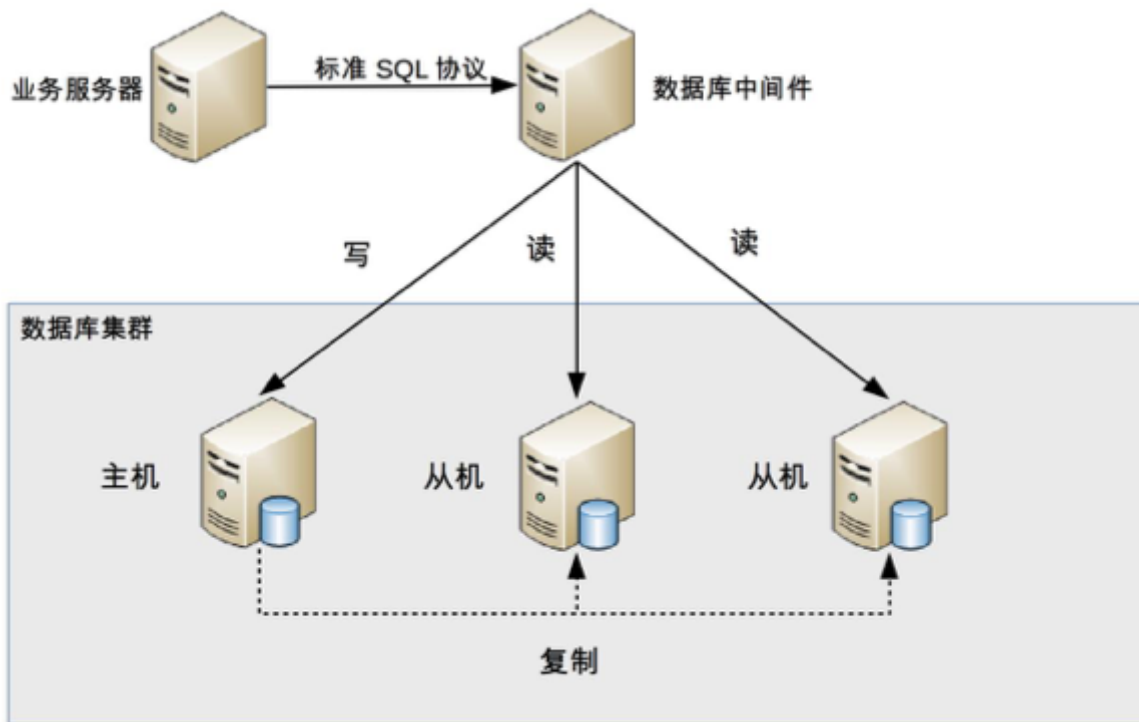 业务服务器
标准 SQL 协议
数据库中间件
写
读
读
数据库集群
主机
从机
从机
复制